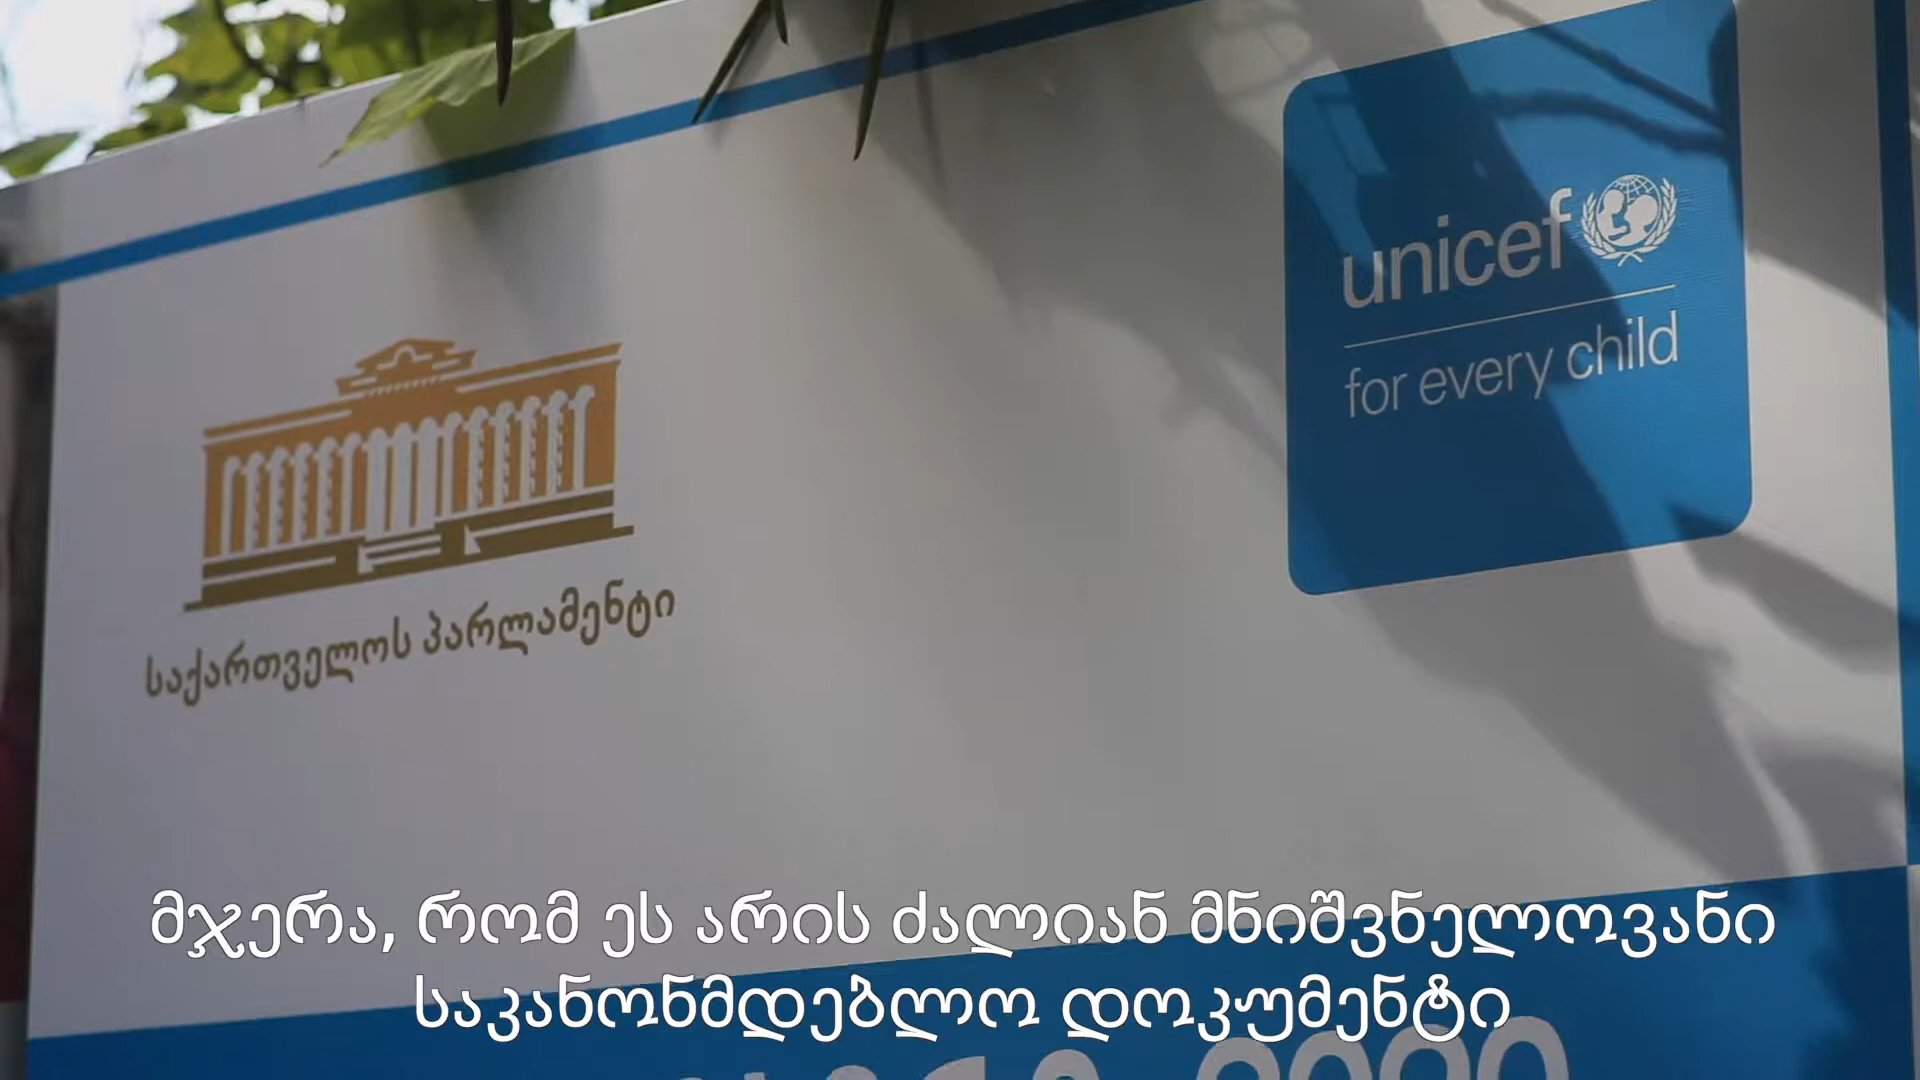 unicef
for every child
საქართველოს პარლამენტი
მჯერა, რომ ეს არის ძალიან მნიშვნელოვანი
საკანონმდებლო დოკუმენტი